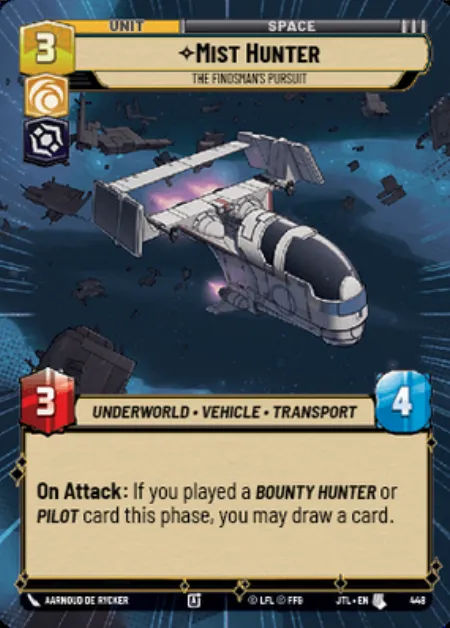 UNIT SPACE
3
MIST HUNTER
THE FINDSMAN'S PURSUIT
3 UNDERWORLD • VEHICLE • TRANSPORT 4
On Attack: If you played a BOUNTY HUNTER or
PILOT card this phase, you may draw a card.
AARNOUD DE RYCKER © LFL © FFG JTL • EN 448